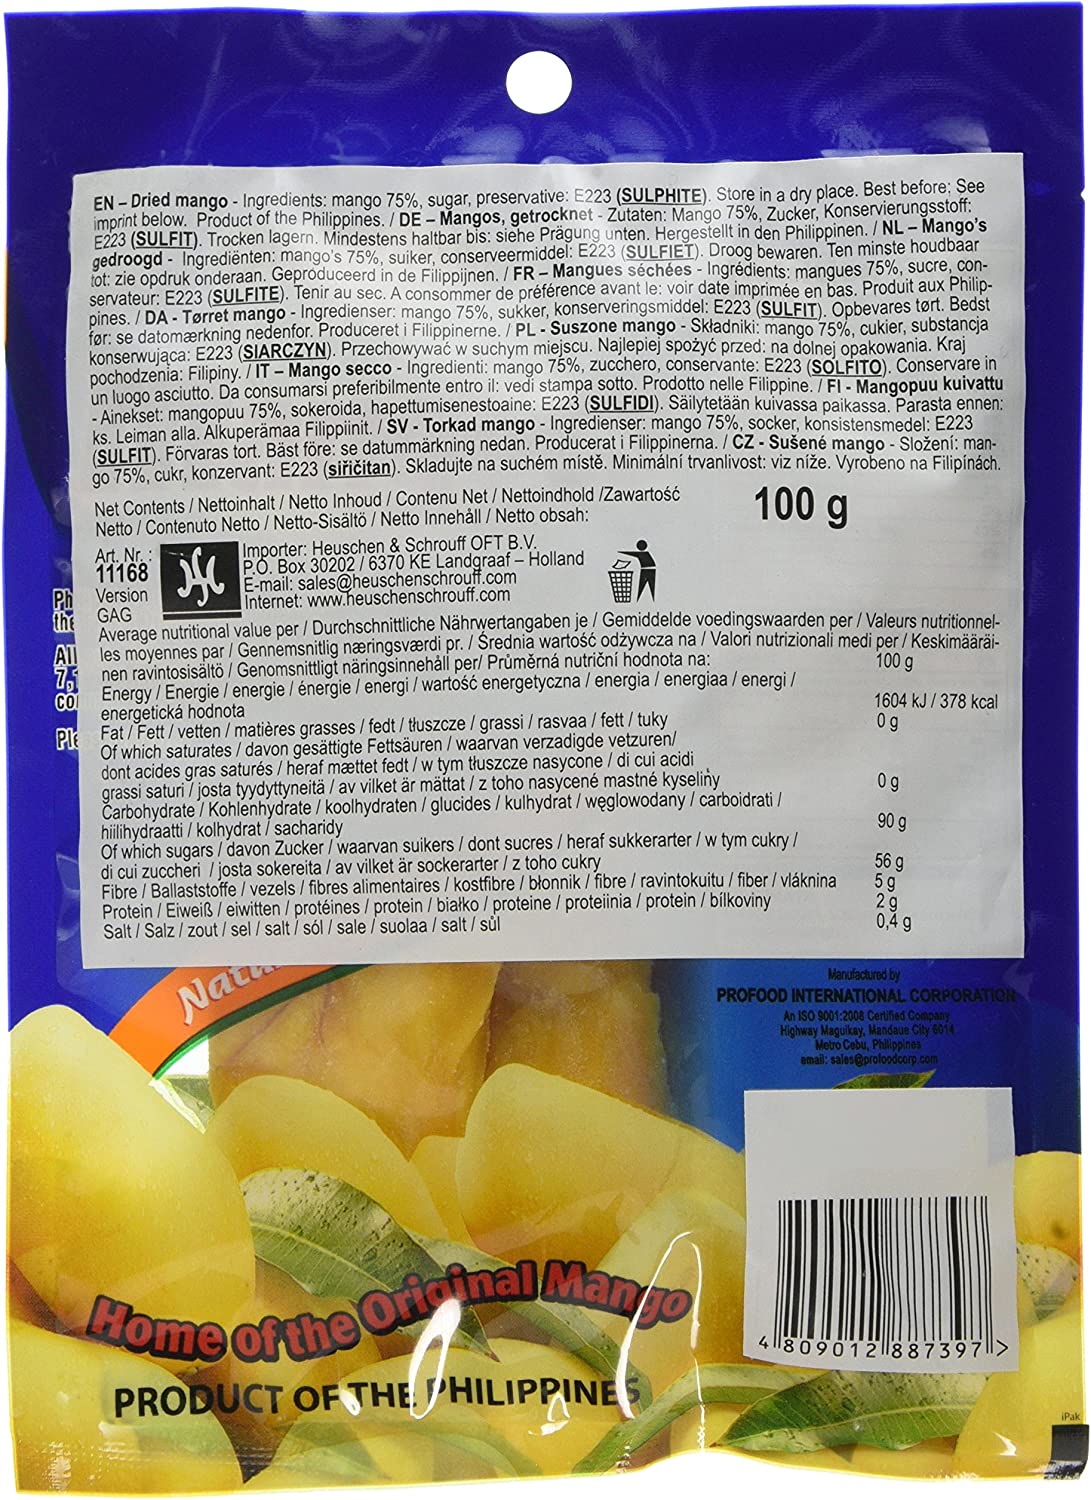 EN – Dried mango - Ingredients: mango 75%, sugar, preservative: E223 (SULPHITE). Store in a dry place. Best before: See
imprint below. Product of the Philippines. / DE – Mangos, getrocknet - Zutaten: Mango 75%, Zucker, Konservierungsstoff:
E223 (SULFIT). Trocken lagern. Mindestens haltbar bis: siehe Prägung unten. Hergestellt in den Philippinen. / NL – Mango's
gedroogd - Ingrediënten: mango's 75%, suiker, conserveermiddel: E223 (SULFIET). Droog bewaren. Ten minste houdbaar
tot: zie opdruk onderaan. Geproduceerd in de Filippijnen. / FR – Mangues séchées - Ingrédients: mangues 75%, sucre, con-
servateur: E223 (SULFITE). Tenir au sec. A consommer de préférence avant le: voir date imprimée en bas. Produit aux Philip-
pines. / DA - Tørret mango - Ingredienser: mango 75%, sukker, konserveringsmiddel: E223 (SULFIT). Opbevares tørt. Bedst
før: se datomærkning nedenfor. Produceret i Filippinerne. / PL - Suszone mango - Składniki: mango 75%, cukier, substancja
konserwująca: E223 (SIARCZYN). Przechowywać w suchym miejscu. Najlepiej spożyć przed: na dolnej opakowania. Kraj
pochodzenia: Filipiny. / IT – Mango secco - Ingredienti: mango 75%, zucchero, conservante: E223 (SOLFITO). Conservare in
un luogo asciutto. Da consumarsi preferibilmente entro il: vedi stampa sotto. Prodotto nelle Filippine. / FI - Mangopuu kuivattu
- Ainekset: mangopuu 75%, sokeroida, hapettumisenestoaine: E223 (SULFIDI). Säilytetään kuivassa paikassa. Parasta ennen:
ks. Leiman alla. Alkuperämaa Filippiinit. / SV - Torkad mango - Ingredienser: mango 75%, socker, konsistensmedel: E223
(SULFIT). Förvaras tort. Bäst före: se datummärkning nedan. Producerat i Filippinerna. / CZ - Sušené mango - Složení: man-
go 75%, cukr, konzervant: E223 (siřičitan). Skladujte na suchém místě. Minimální trvanlivost: viz níže. Vyrobeno na Filipínách.
Net Contents / Nettoinhalt / Netto Inhoud / Contenu Net / Nettoindhold /Zawartość
Netto / Contenuto Netto / Netto-Sisältö / Netto Innehåll / Netto obsah:
100 g
Art. Nr. :
11168
Version
GAG
Importer: Heuschen & Schrouff OFT B.V.
P.O. Box 30202 / 6370 KE Landgraaf – Holland
E-mail: sales@heuschenschrouff.com
Internet: www.heuschenschrouff.com
Average nutritional value per / Durchschnittliche Nährwertangaben je / Gemiddelde voedingswaarden per / Valeurs nutritionnel-
les moyennes par / Gennemsnitlig næringsværdi pr. / Średnia wartość odżywcza na / Valori nutrizionali medi per / Keskimääräi-
nen ravintosisältö / Genomsnittligt näringsinnehåll per/ Průměrná nutriční hodnota na: 100 g
Energy / Energie / energie / énergie / energi / wartość energetyczna / energia / energiaa / energi /
energetická hodnota 1604 kJ / 378 kcal
Fat / Fett / vetten / matières grasses / fedt / tłuszcze / grassi / rasvaa / fett / tuky 0 g
Of which saturates / davon gesättigte Fettsäuren / waarvan verzadigde vetzuren/
dont acides gras saturés / heraf mættet fedt / w tym tłuszcze nasycone / di cui acidi
grassi saturi / josta tyydyttyneitä / av vilket är mättat / z toho nasycené mastné kyseliny 0 g
Carbohydrate / Kohlenhydrate / koolhydraten / glucides / kulhydrat / węglowodany / carboidrati /
hiilihydraatti / kolhydrat / sacharidy 90 g
Of which sugars / davon Zucker / waarvan suikers / dont sucres / heraf sukkerarter / w tym cukry /
di cui zuccheri / josta sokereita / av vilket är sockerarter / z toho cukry 56 g
Fibre / Ballaststoffe / vezels / fibres alimentaires / kostfibre / błonnik / fibre / ravintokuitu / fiber / vláknina 5 g
Protein / Eiweiß / eiwitten / protéines / protein / białko / proteine / proteiinia / protein / bílkoviny 2 g
Salt / Salz / zout / sel / salt / sól / sale / suolaa / salt / sůl 0,4 g
Manufactured by
PROFOOD INTERNATIONAL CORPORATION
An ISO 9001:2008 Certified Company
Highway Maguikay, Mandaue City 6014
Metro Cebu, Philippines
email: sales@profoodcorp.com
Home of the Original Mango
PRODUCT OF THE PHILIPPINES
4 809012 887397 >
iPak